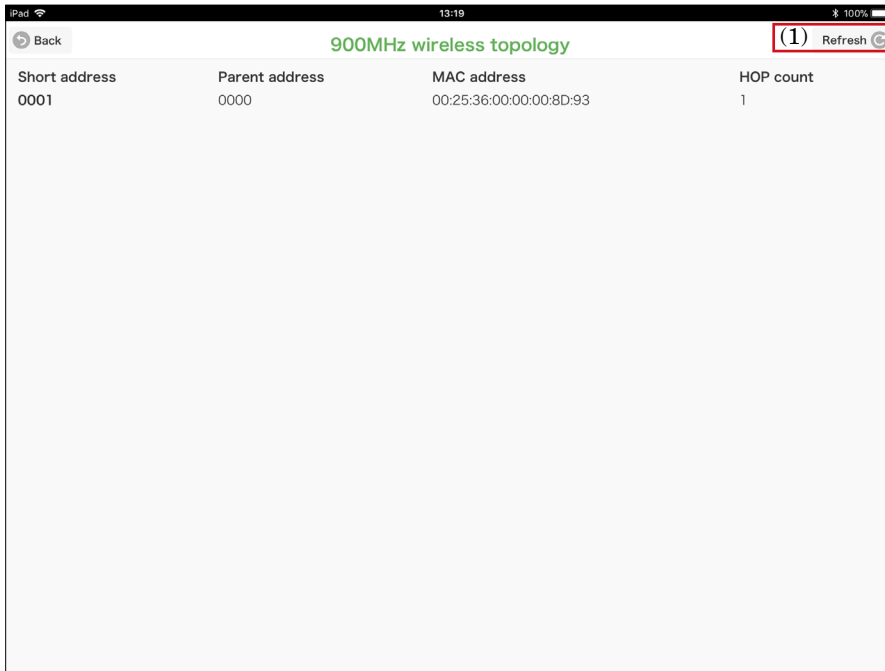 iPad 13:19 100%
Back 900MHz wireless topology (1) Refresh
Short address Parent address MAC address HOP count
0001 0000 00:25:36:00:00:00:8D:93 1